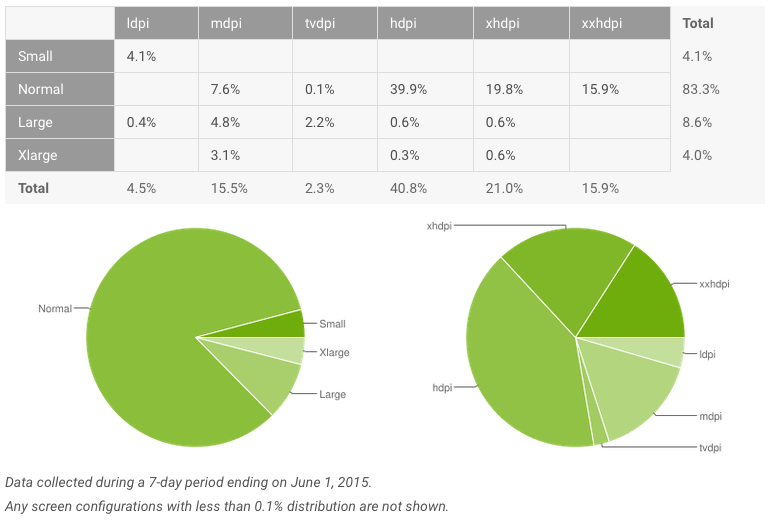 ldpi mdpi tvdpi hdpi xhdpi xxhdpi Total
Small 4.1% 4.1%
Normal 7.6% 0.1% 39.9% 19.8% 15.9% 83.3%
Large 0.4% 4.8% 2.2% 0.6% 0.6% 8.6%
Xlarge 3.1% 0.3% 0.6% 4.0%
Total 4.5% 15.5% 2.3% 40.8% 21.0% 15.9%
Normal
Small
Xlarge
Large
xhdpi
xxhdpi
ldpi
hdpi
mdpi
tvdpi
Data collected during a 7-day period ending on June 1, 2015.
Any screen configurations with less than 0.1% distribution are not shown.